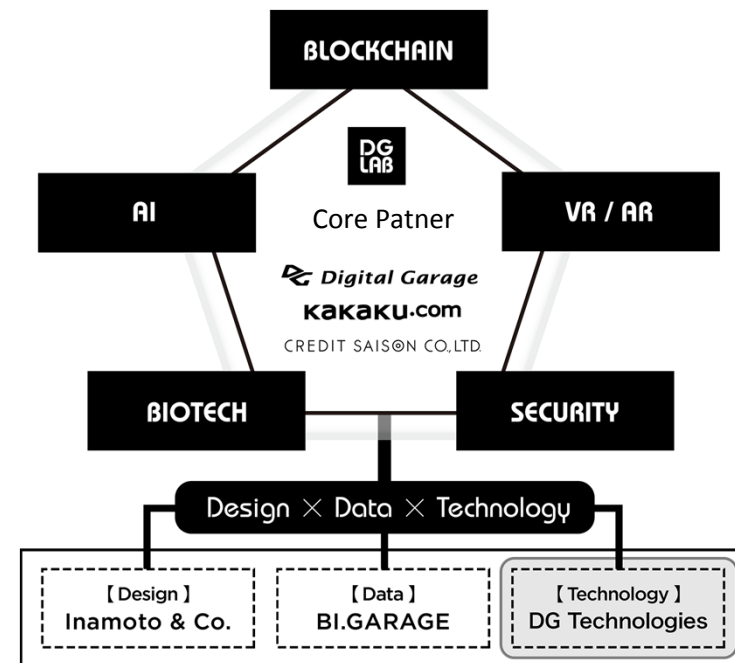 BLOCKCHAIN
DG
LAB
AI
VR / AR
Core Patner
DG Digital Garage
Kakaku.com
CREDIT SAISON CO.,LTD.
BIOTECH
SECURITY
Design × Data × Technology
【Design】
Inamoto & Co.
【Data】
BI.GARAGE
【Technology】
DG Technologies